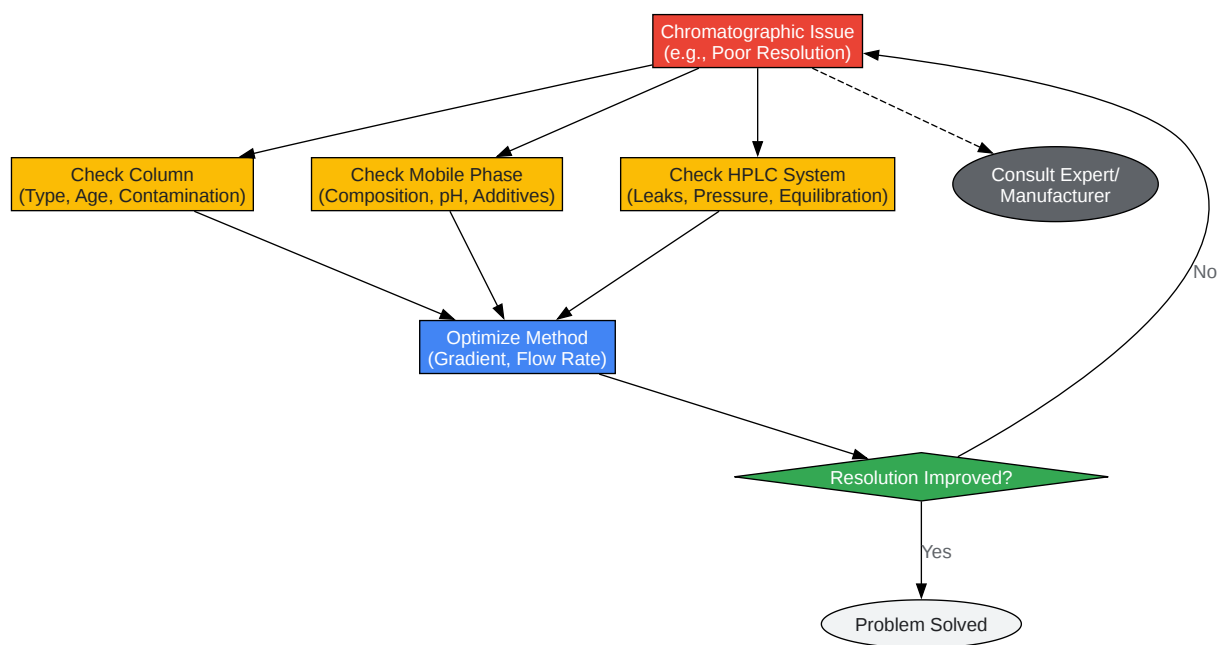 Chromatographic Issue
(e.g., Poor Resolution)
Check Column
(Type, Age, Contamination)
Check Mobile Phase
(Composition, pH, Additives)
Check HPLC System
(Leaks, Pressure, Equilibration)
Consult Expert/
Manufacturer
No
Optimize Method
(Gradient, Flow Rate)
Resolution Improved?
Yes
Problem Solved